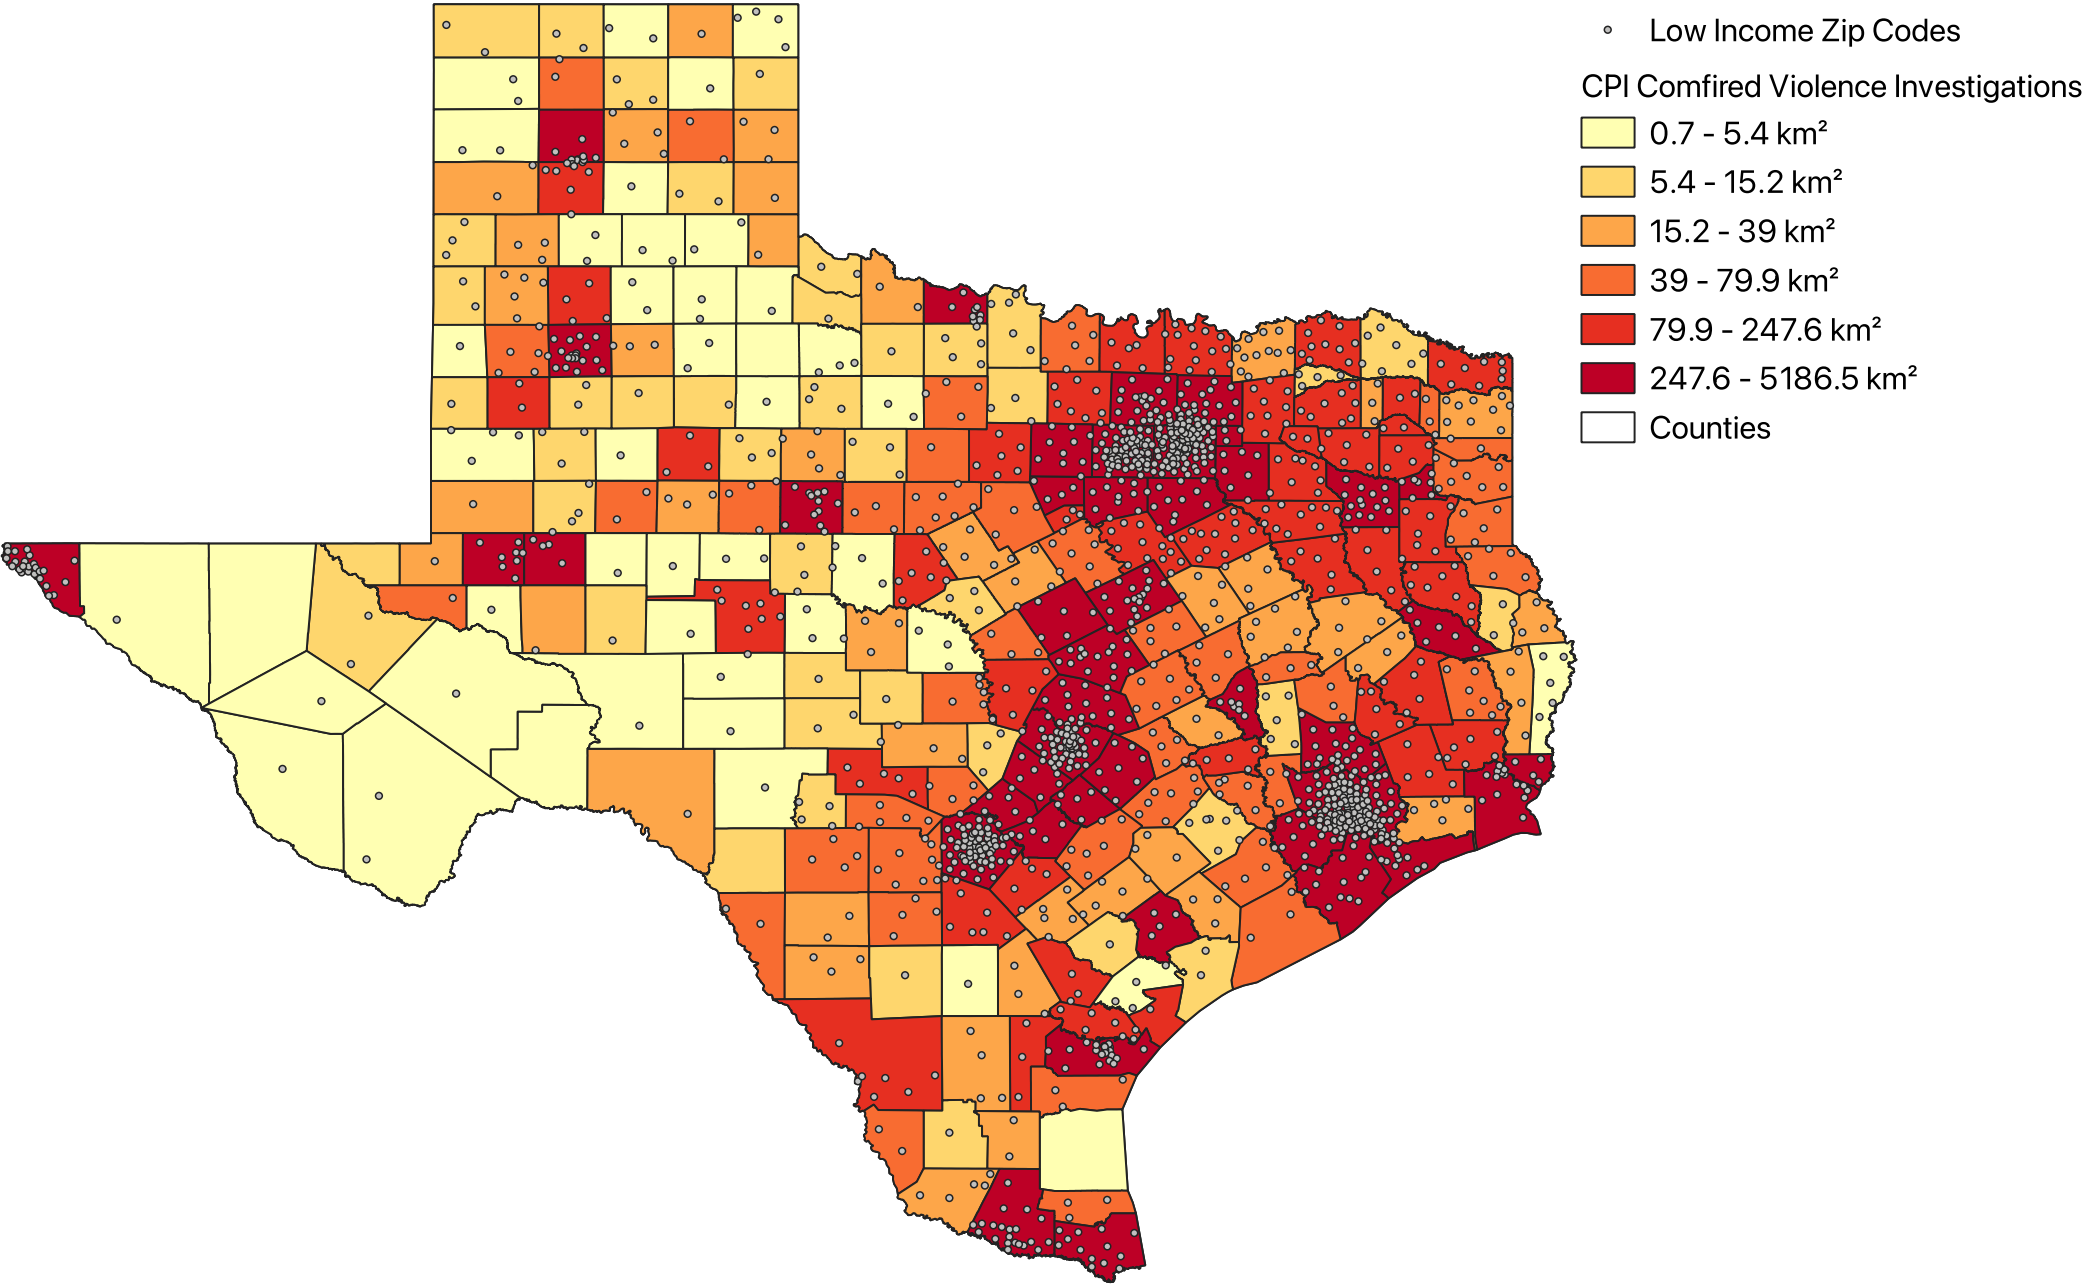 Low Income Zip Codes
CPI Comfired Violence Investigations
0.7 - 5.4 km²
5.4 - 15.2 km²
15.2 - 39 km²
39 - 79.9 km²
79.9 - 247.6 km²
247.6 - 5186.5 km²
Counties